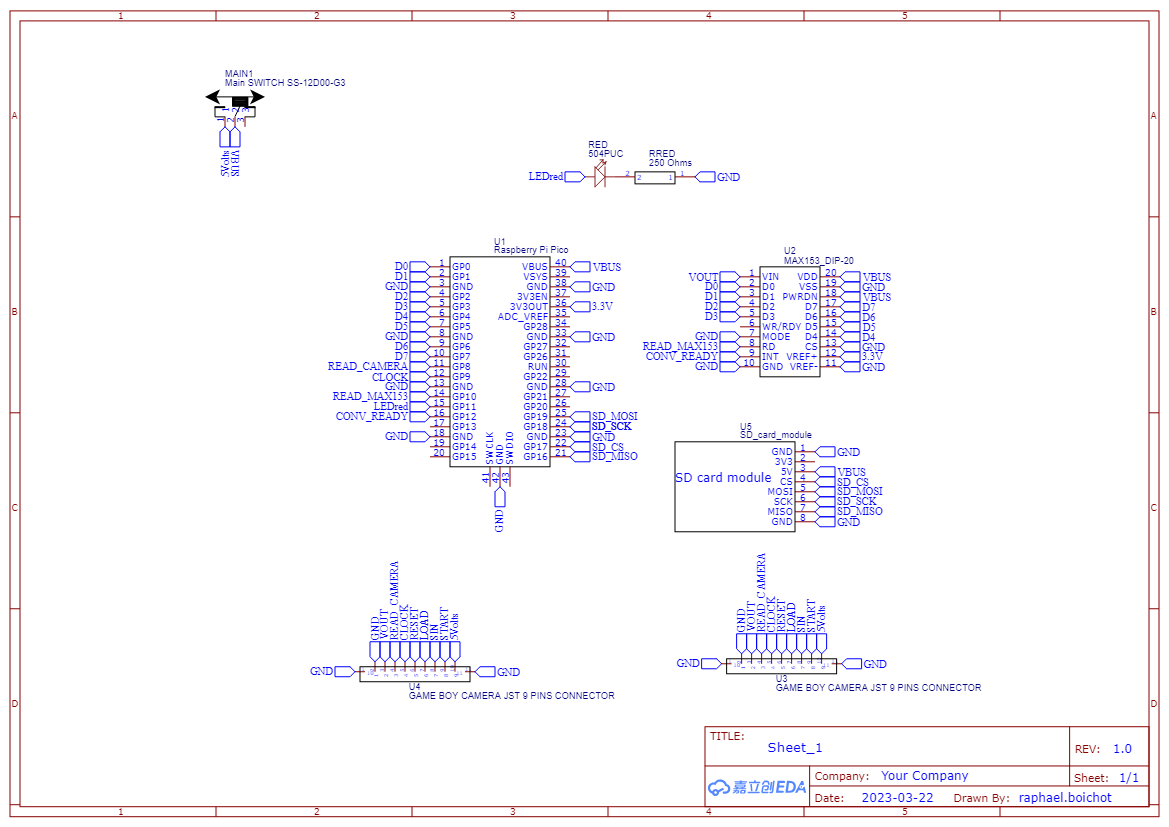 1 2 3 4 5
A A
B B
C C
D D
MAIN1
Main SWITCH SS-12D00-G3
1 2 3
5Volts
VBUS
RED
504PUC
LEDred
RRED
250 Ohms
2 2 1 1
GND
U1
Raspberry Pi Pico
D0 1 GP0 VBUS 40 VBUS
D1 2 GP1 VSYS 39
GND 3 GND GND 38 GND
D2 4 GP2 3V3EN 37
D3 5 GP3 3V3OUT 36 3.3V
D4 6 GP4 ADC_VREF 35
D5 7 GP5 GP28 34
GND 8 GND GND 33 GND
D6 9 GP6 GP27 32
D7 10 GP7 GP26 31
READ_CAMERA 11 GP8 RUN 30
CLOCK 12 GP9 GP22 29
GND 13 GND GND 28 GND
READ_MAX153 14 GP10 GP21 27
LEDred 15 GP11 GP20 26
CONV_READY 16 GP12 GP19 25 SD_MOSI
17 GP13 GP18 24 SD_SCK
GND 18 GND GND 23 GND
19 GP14 GP17 22 SD_CS
20 GP15 GP16 21 SD_MISO
SWCLK GND SWDIO
41 42 43
GND
U2
MAX153_DIP-20
VOUT 1 VIN VDD 20 VBUS
D0 2 D0 VSS 19 GND
D1 3 D1 PWRDN 18 VBUS
D2 4 D2 D7 17 D7
D3 5 D3 D6 16 D6
6 WR/RDY D5 15 D5
GND 7 MODE D4 14 D4
READ_MAX153 8 RD CS 13 GND
CONV_READY 9 INT VREF+ 12 3.3V
GND 10 GND VREF- 11 GND
U5
SD_card_module
SD card module
GND 1 GND
3V3 2
5V 3 VBUS
CS 4 SD_CS
MOSI 5 SD_MOSI
SCK 6 SD_SCK
MISO 7 SD_MISO
GND 8 GND
GND VOUT READ_CAMERA CLOCK RESET LOAD SIN START 5Volts
GND GND
U4
GAME BOY CAMERA JST 9 PINS CONNECTOR
GND VOUT READ_CAMERA CLOCK RESET LOAD SIN START 5Volts
GND GND
U3
GAME BOY CAMERA JST 9 PINS CONNECTOR
TITLE:
Sheet_1
REV: 1.0
嘉立创EDA
Company: Your Company
Sheet: 1/1
Date: 2023-03-22 Drawn By: raphael.boichot
1 2 3 4 5